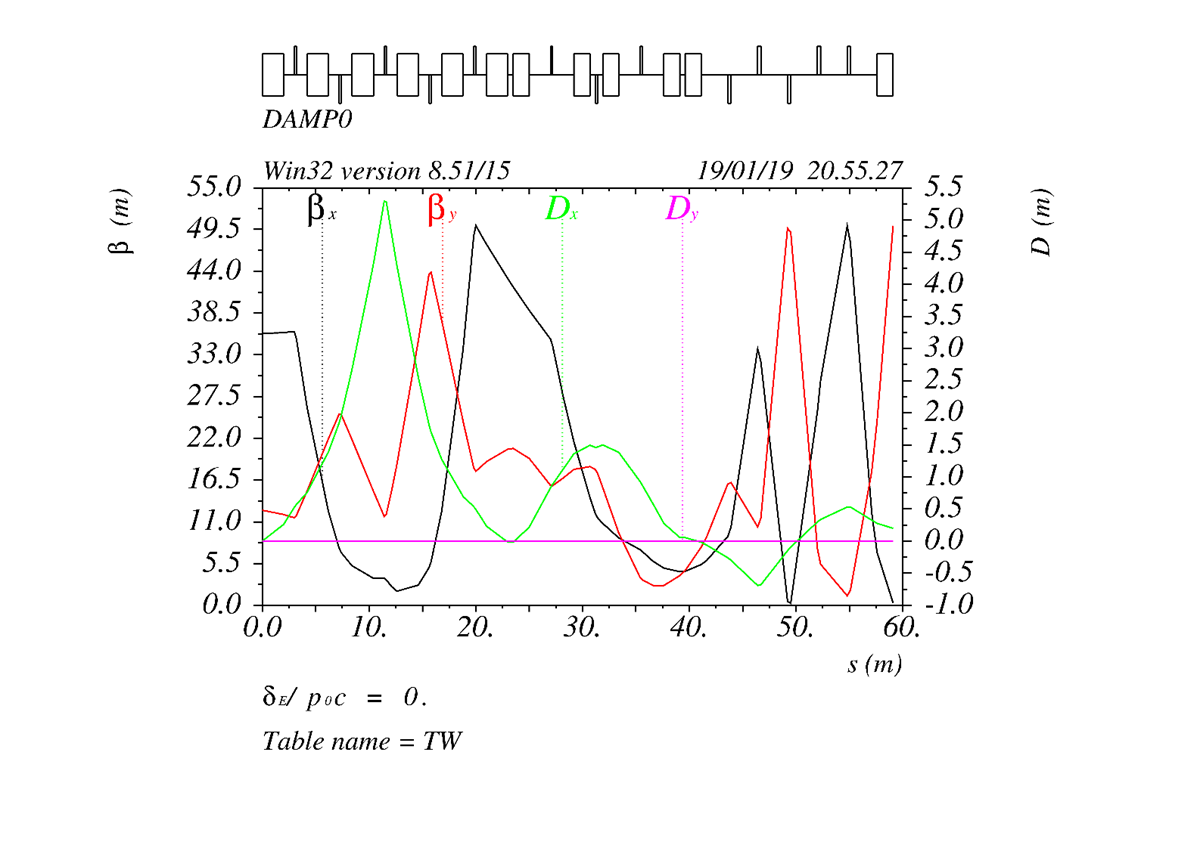 DAMP0
Win32 version 8.51/15 19/01/19 20.55.27
β (m)
D (m)
βx βy Dx Dy
55.0 5.5
49.5 5.0
44.0 4.5
38.5 4.0
33.0 3.5
27.5 3.0
22.0 2.5
16.5 2.0
11.0 1.5
5.5 1.0
0.0 0.5
0.0
-0.5
-1.0
0.0 10. 20. 30. 40. 50. 60.
s (m)
δE/ p0c = 0.
Table name = TW